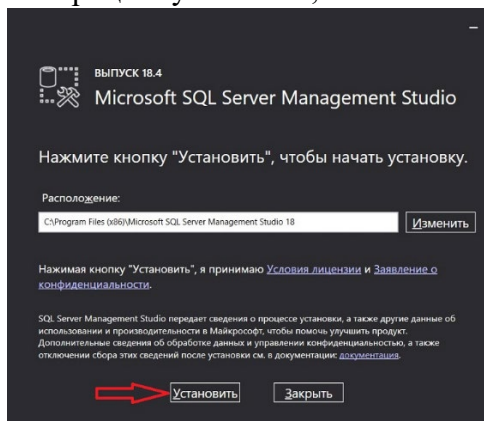 ВЫПУСК 18.4
Microsoft SQL Server Management Studio
Нажмите кнопку "Установить", чтобы начать установку.
Расположение:
C:\Program Files (x86)\Microsoft SQL Server Management Studio 18
Изменить
Нажимая кнопку "Установить", я принимаю Условия лицензии и Заявление о
конфиденциальности.
SQL Server Management Studio передает сведения о процессе установки, а также другие данные об
использовании и производительности в Майкрософт, чтобы помочь улучшить продукт.
Дополнительные сведения об обработке данных и управлении конфиденциальностью, а также
отключении сбора этих сведений после установки см. в документации: документация.
Установить
Закрыть